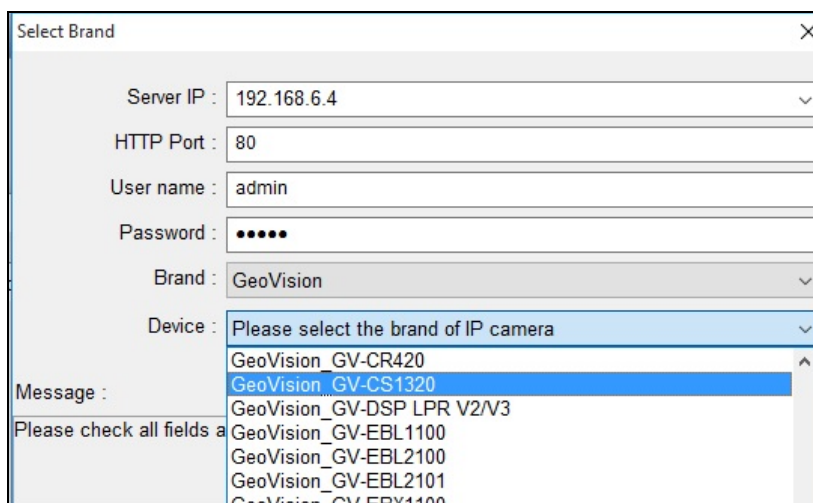 Select Brand
Server IP : 192.168.6.4
HTTP Port : 80
User name : admin
Password : •••••
Brand : GeoVision
Device : Please select the brand of IP camera
GeoVision_GV-CR420
GeoVision_GV-CS1320
Message :
GeoVision_GV-DSP LPR V2/V3
Please check all fields a
GeoVision_GV-EBL1100
GeoVision_GV-EBL2100
GeoVision_GV-EBL2101